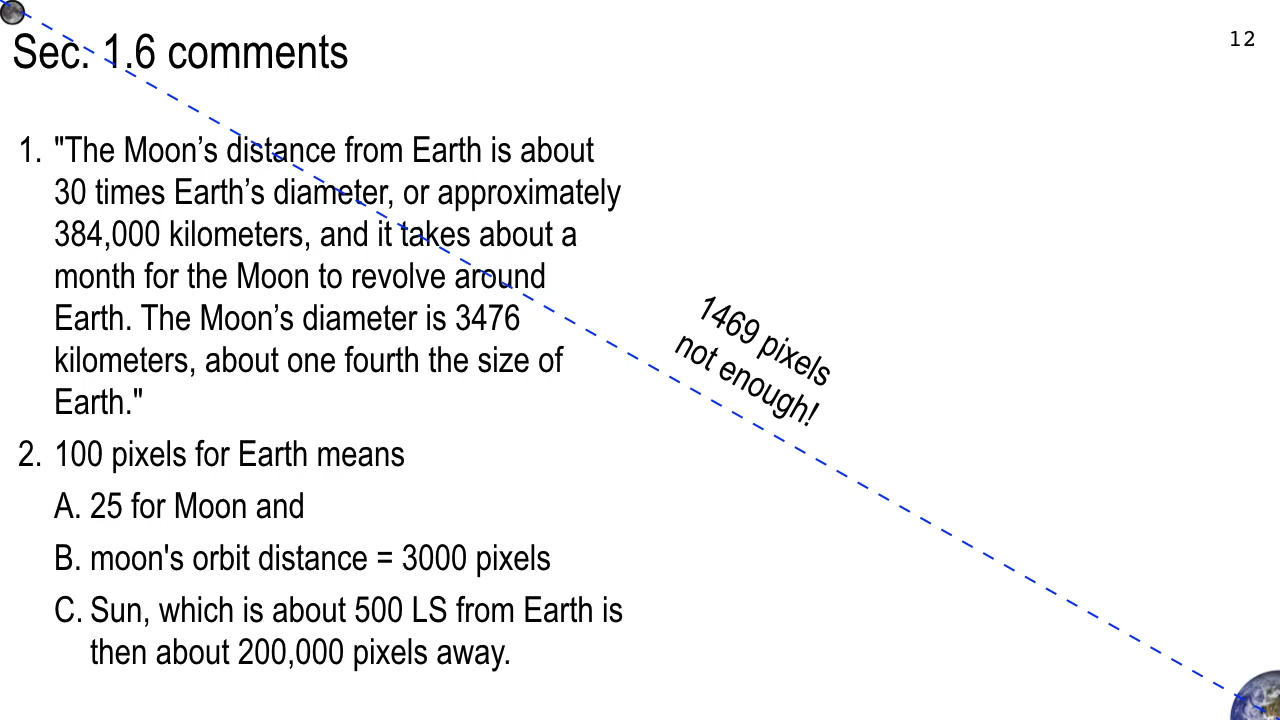 Sec. 1.6 comments
12
1. "The Moon’s distance from Earth is about
30 times Earth’s diameter, or approximately
384,000 kilometers, and it takes about a
month for the Moon to revolve around
Earth. The Moon’s diameter is 3476
kilometers, about one fourth the size of
Earth."
1469 pixels
not enough!
2. 100 pixels for Earth means
A. 25 for Moon and
B. moon's orbit distance = 3000 pixels
C. Sun, which is about 500 LS from Earth is
then about 200,000 pixels away.